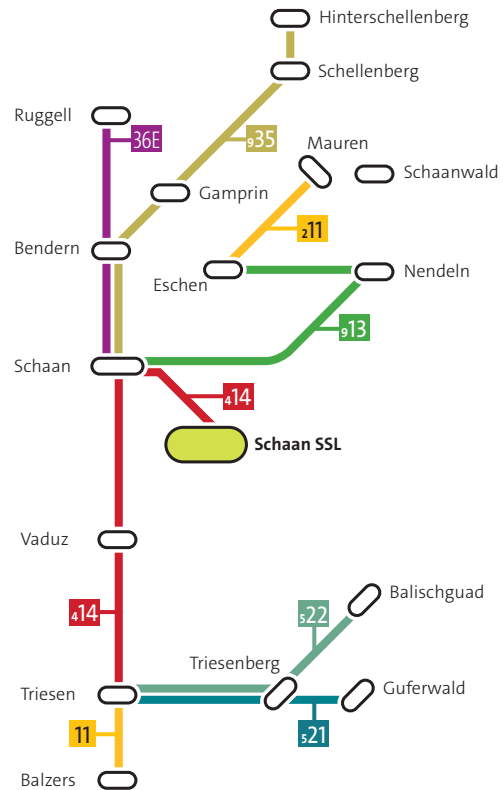 Hinterschellenberg
Schellenberg
Ruggell
36E
935
Mauren
Schaanwald
Gamprin
211
Bendern
Eschen
Nendeln
913
Schaan
414
Schaan SSL
Vaduz
Balischguad
414
522
Triesenberg
Guferwald
Triesen
11
521
Balzers